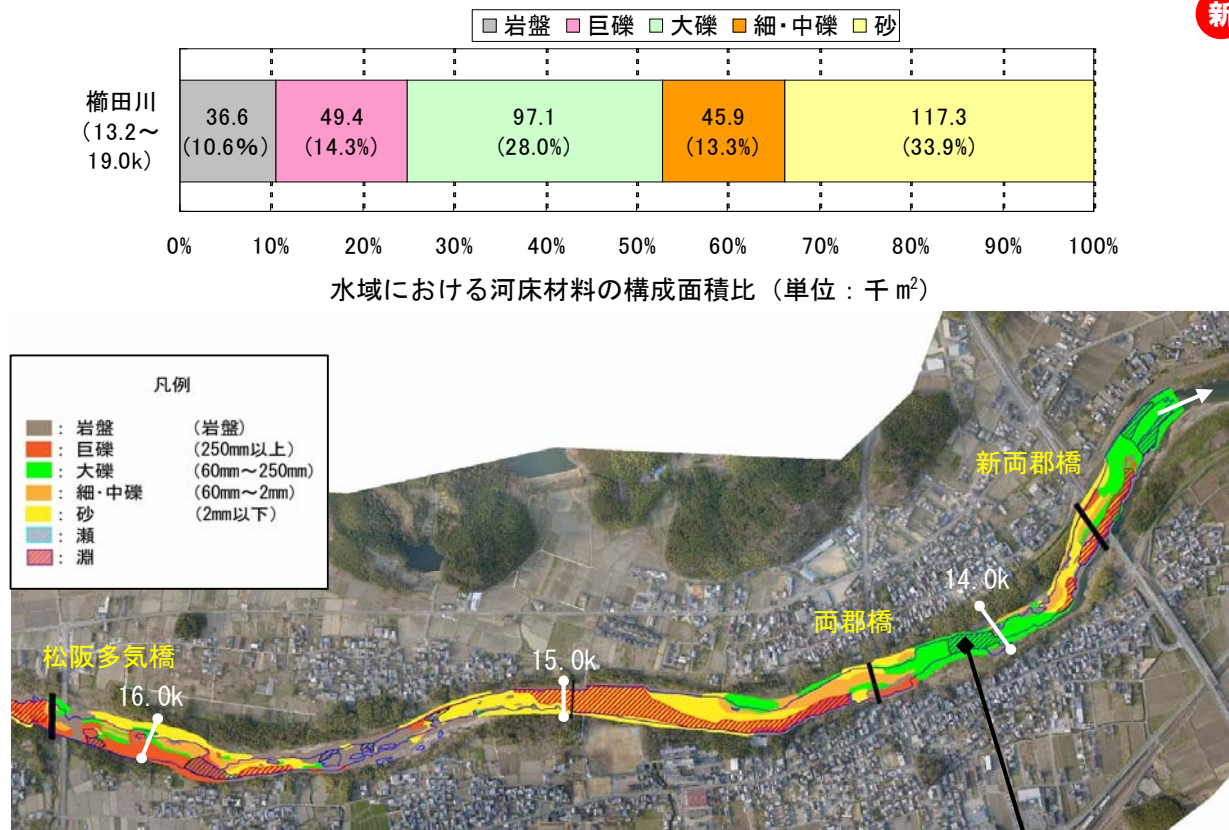 新
岩盤 巨礫 大礫 細・中礫 砂
櫛田川
(13.2～
19.0k)
36.6
(10.6%)
49.4
(14.3%)
97.1
(28.0%)
45.9
(13.3%)
117.3
(33.9%)
0% 10% 20% 30% 40% 50% 60% 70% 80% 90% 100%
水域における河床材料の構成面積比（単位：千m²）
凡例
：岩盤 (岩盤)
：巨礫 (250mm以上)
：大礫 (60mm～250mm)
：細・中礫 (60mm～2mm)
：砂 (2mm以下)
：瀬
：淵
新両郡橋
14.0k
両郡橋
15.0k
松阪多気橋
16.0k